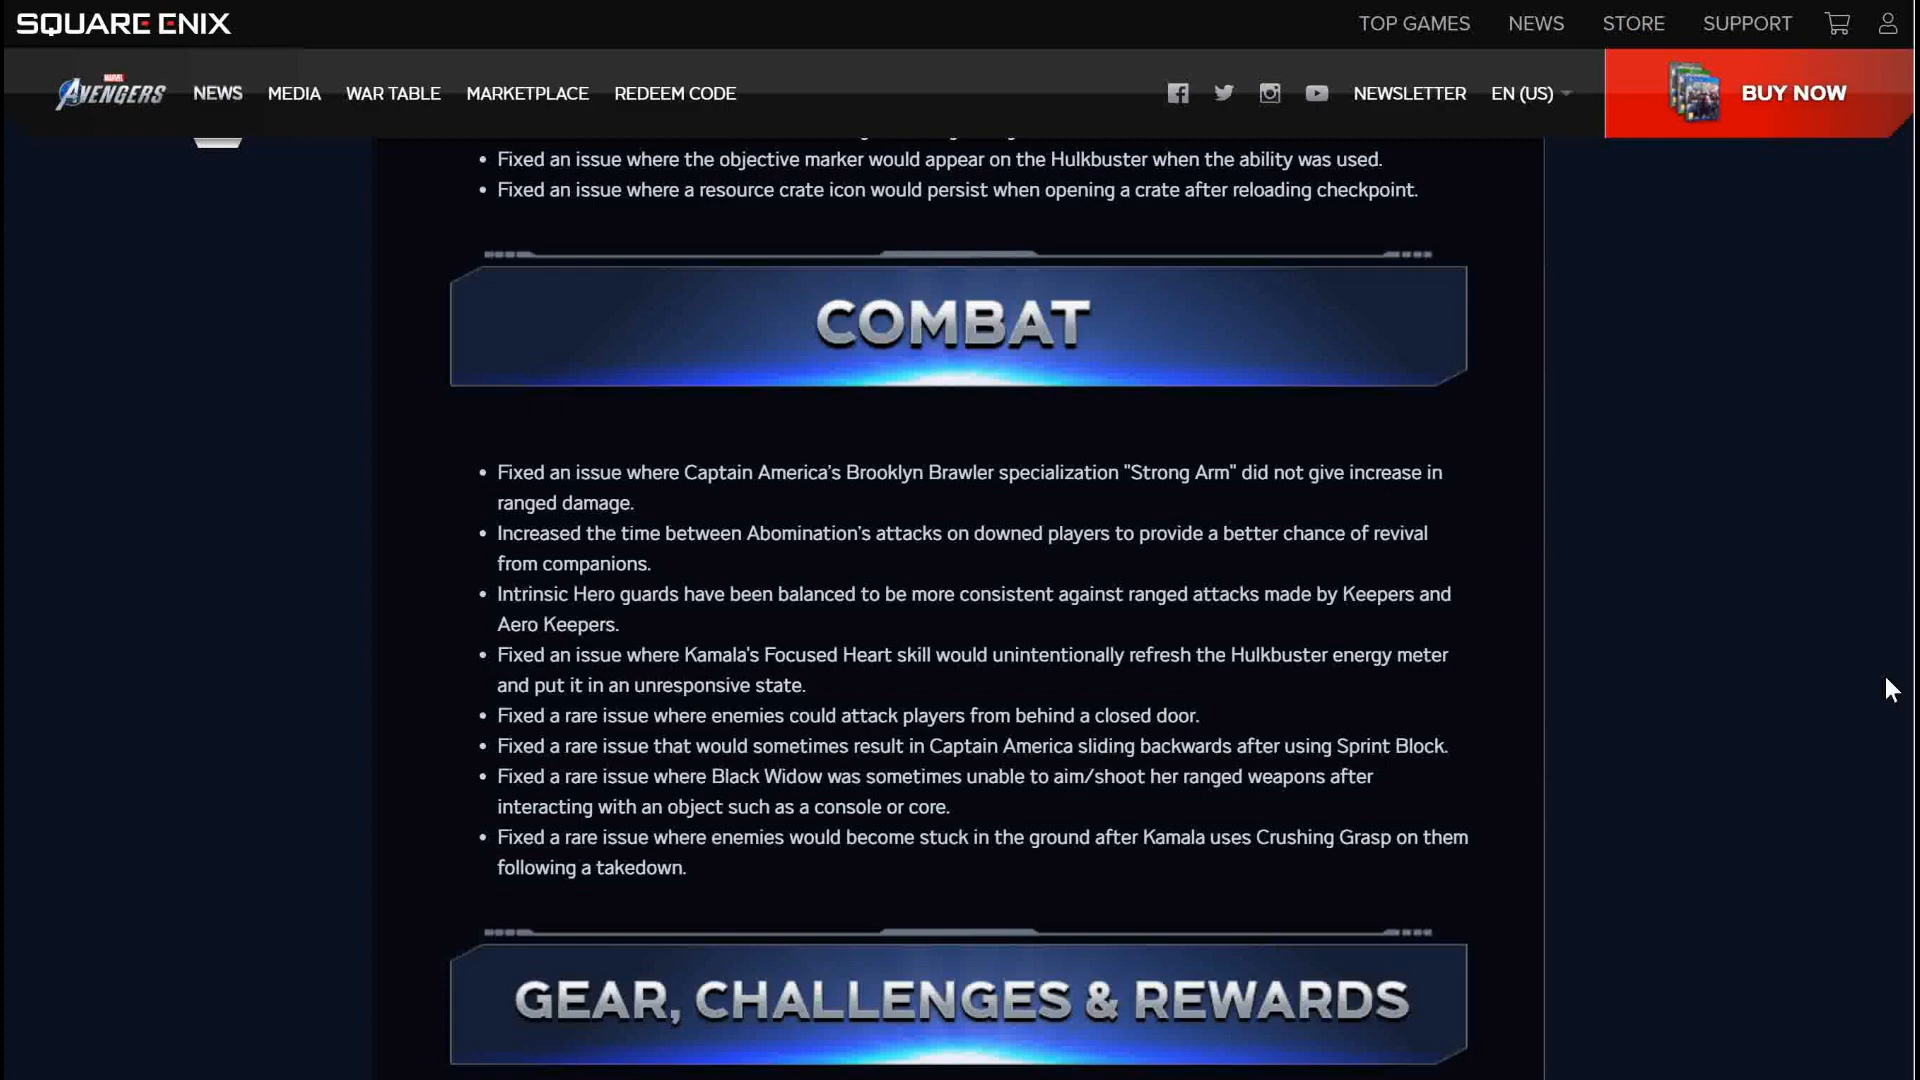 SQUARE ENIX
TOP GAMES NEWS STORE SUPPORT
MARVEL
AVENGERS
NEWS MEDIA WAR TABLE MARKETPLACE REDEEM CODE
NEWSLETTER EN (US)
BUY NOW
• Fixed an issue where the objective marker would appear on the Hulkbuster when the ability was used.
• Fixed an issue where a resource crate icon would persist when opening a crate after reloading checkpoint.
COMBAT
• Fixed an issue where Captain America's Brooklyn Brawler specialization "Strong Arm" did not give increase in
ranged damage.
• Increased the time between Abomination's attacks on downed players to provide a better chance of revival
from companions.
• Intrinsic Hero guards have been balanced to be more consistent against ranged attacks made by Keepers and
Aero Keepers.
• Fixed an issue where Kamala's Focused Heart skill would unintentionally refresh the Hulkbuster energy meter
and put it in an unresponsive state.
• Fixed a rare issue where enemies could attack players from behind a closed door.
• Fixed a rare issue that would sometimes result in Captain America sliding backwards after using Sprint Block.
• Fixed a rare issue where Black Widow was sometimes unable to aim/shoot her ranged weapons after
interacting with an object such as a console or core.
• Fixed a rare issue where enemies would become stuck in the ground after Kamala uses Crushing Grasp on them
following a takedown.
GEAR, CHALLENGES & REWARDS